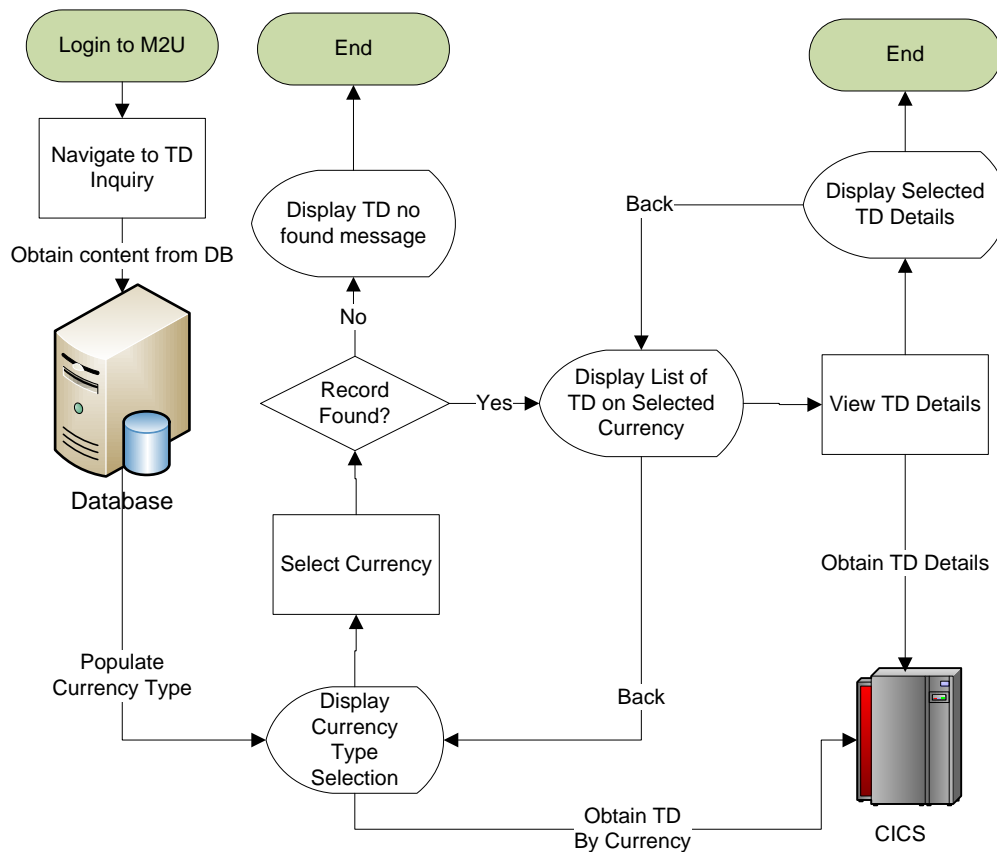 Login to M2U
End
End
Navigate to TD
Inquiry
Display TD no
found message
Back
Display Selected
TD Details
Obtain content from DB
No
Record
Found?
Yes
Display List of
TD on Selected
Currency
View TD Details
Database
Select Currency
Obtain TD Details
Populate
Currency Type
Display
Currency
Type
Selection
Back
Obtain TD
By Currency
CICS